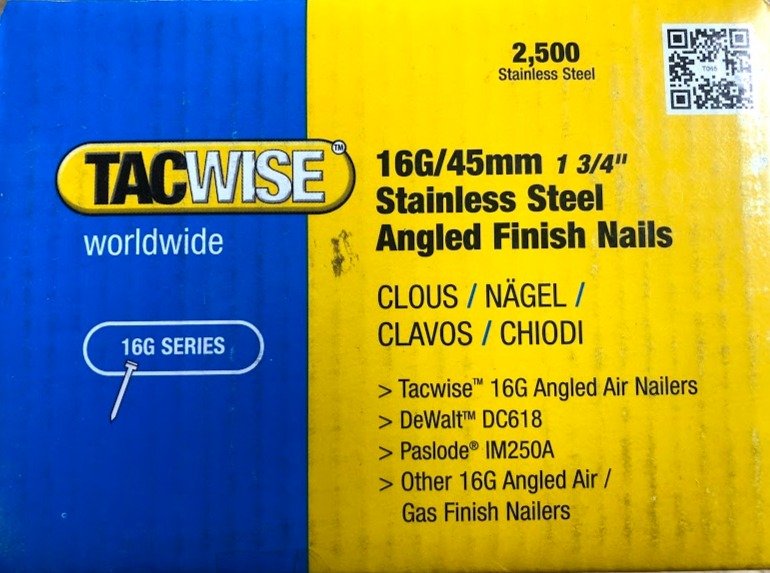 2,500
Stainless Steel
TACWISE™
worldwide
16G SERIES
16G/45mm 1 3/4"
Stainless Steel
Angled Finish Nails
CLOUS / NÄGEL /
CLAVOS / CHIODI
> Tacwise™ 16G Angled Air Nailers
> DeWalt™ DC618
> Paslode® IM250A
> Other 16G Angled Air /
Gas Finish Nailers